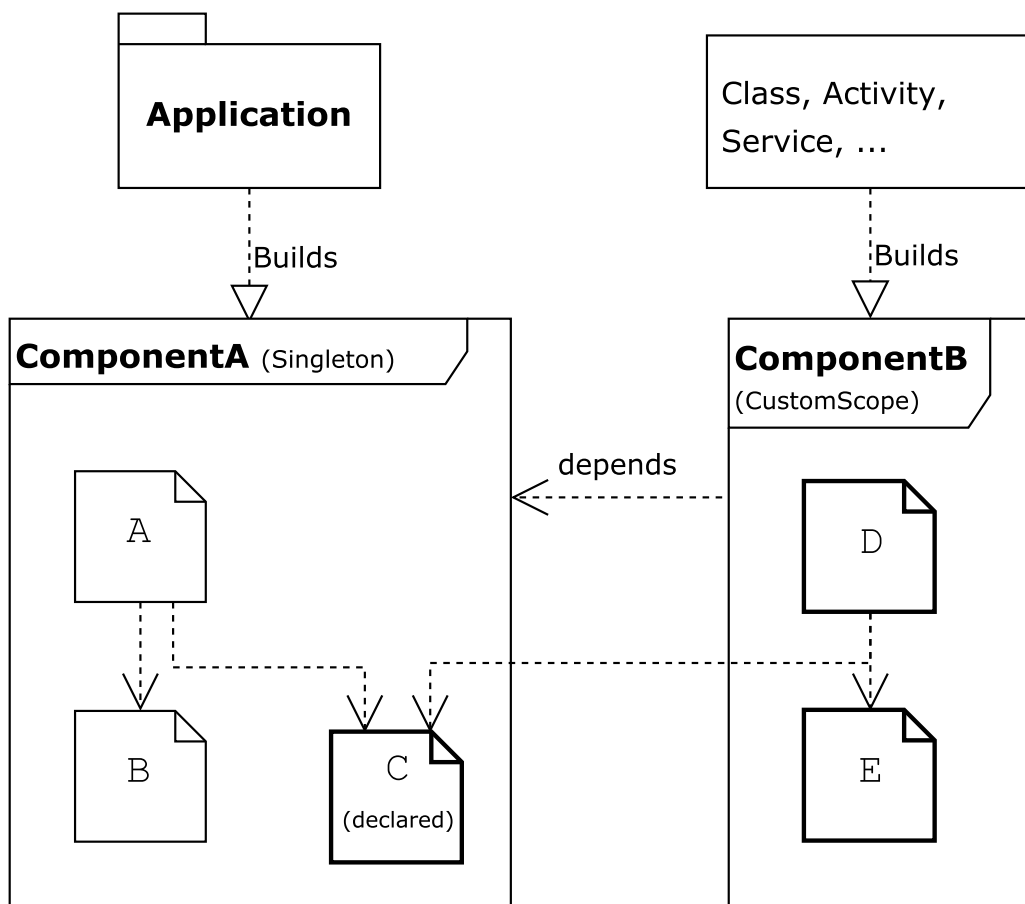 Application
Class, Activity,
Service, ...
Builds
Builds
ComponentA (Singleton)
ComponentB
(CustomScope)
depends
A
D
B
C
(declared)
E